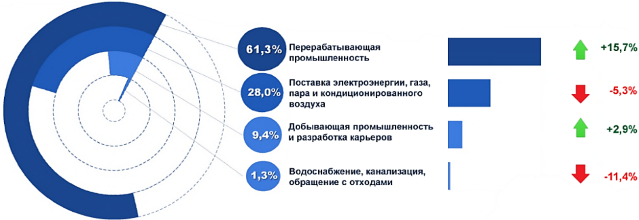 61,3%
Перерабатывающая
промышленность
+15,7%
28,0%
Поставка электроэнергии, газа,
пара и кондиционированного
воздуха
-5,3%
9,4%
Добывающая промышленность
и разработка карьеров
+2,9%
1,3%
Водоснабжение, канализация,
обращение с отходами
-11,4%